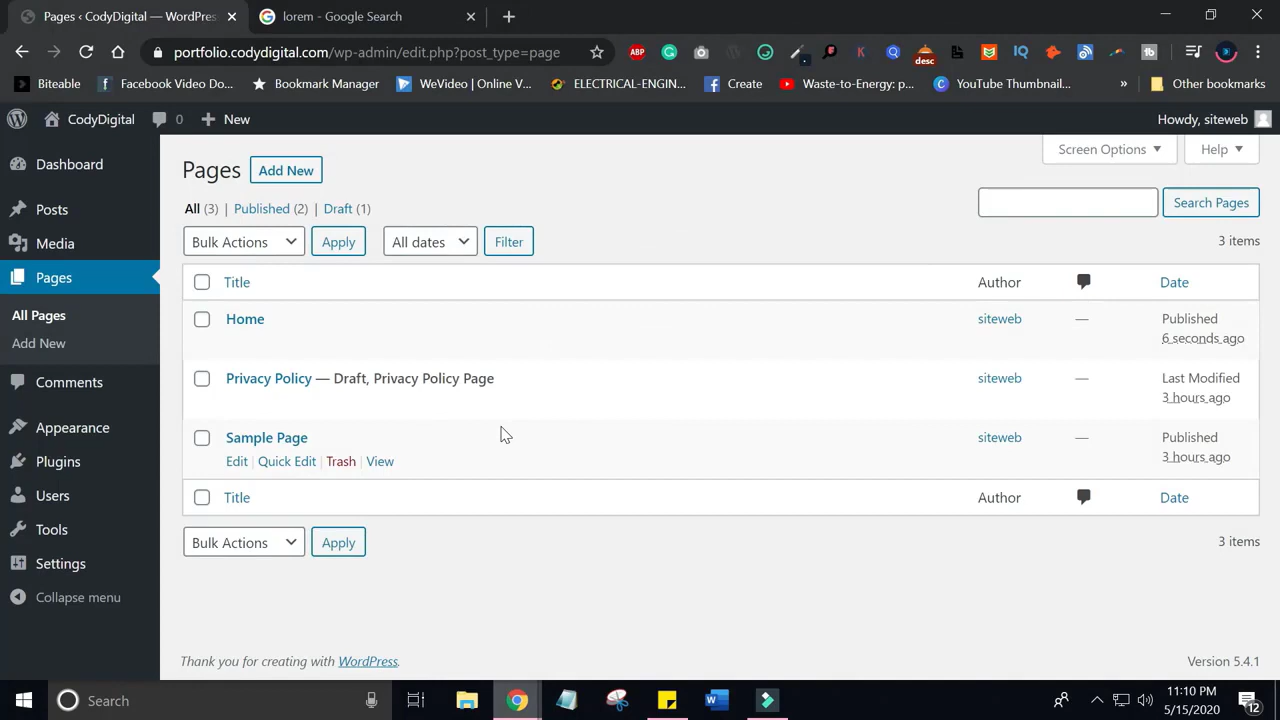 Pages ‹ CodyDigital — WordPres
lorem - Google Search
portfolio.codydigital.com/wp-admin/edit.php?post_type=page
ABP
desc
K
IQ
Biteable
Facebook Video Do...
Bookmark Manager
WeVideo | Online V...
ELECTRICAL-ENGIN...
Create
Waste-to-Energy: p...
YouTube Thumbnail...
»
Other bookmarks
CodyDigital
0
New
Howdy, siteweb
Dashboard
Posts
Media
Pages
All Pages
Add New
Comments
Appearance
Plugins
Users
Tools
Settings
Collapse menu
Screen Options
Help
Pages
Add New
All (3) | Published (2) | Draft (1)
Search Pages
Bulk Actions
Apply
All dates
Filter
3 items
Title
Author
Date
Home
siteweb
—
Published
6 seconds ago
Privacy Policy — Draft, Privacy Policy Page
siteweb
—
Last Modified
3 hours ago
Sample Page
Edit | Quick Edit | Trash | View
siteweb
—
Published
3 hours ago
Title
Author
Date
Bulk Actions
Apply
3 items
Thank you for creating with WordPress.
Version 5.4.1
Search
11:10 PM
5/15/2020
12